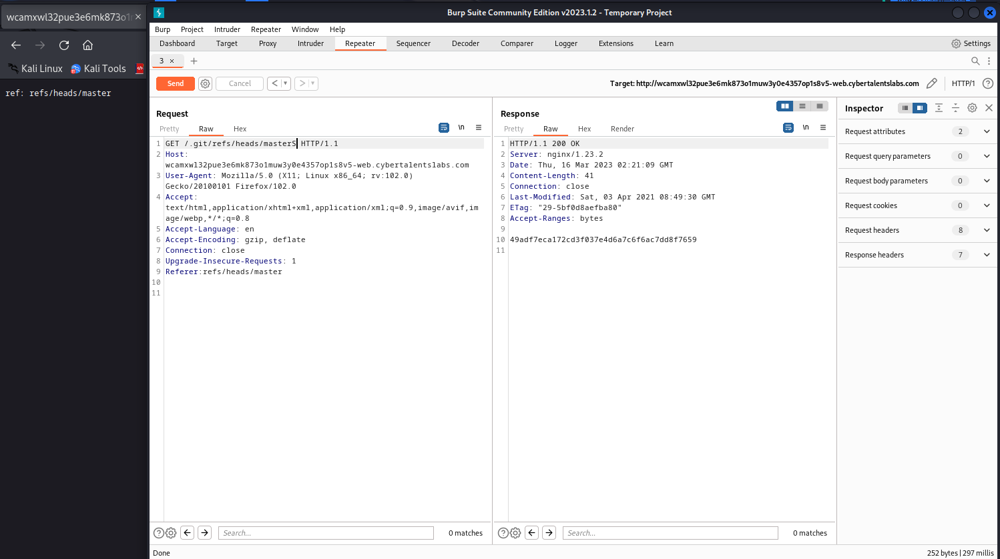 wcamxwl32pue3e6mk873o1
Kali Linux Kali Tools
ref: refs/heads/master
Burp Suite Community Edition v2023.1.2 - Temporary Project
Burp Project Intruder Repeater Window Help
Dashboard Target Proxy Intruder Repeater Sequencer Decoder Comparer Logger Extensions Learn Settings
3 × +
Send Cancel < > Target: http://wcamxwl32pue3e6mk873o1muw3y0e4357op1s8v5-web.cybertalentslabs.com HTTP/1 ?
Request
Pretty Raw Hex \n
1 GET /.git/refs/heads/masterS HTTP/1.1
2 Host:
wcamxwl32pue3e6mk873o1muw3y0e4357op1s8v5-web.cybertalentslabs.com
3 User-Agent: Mozilla/5.0 (X11; Linux x86_64; rv:102.0)
Gecko/20100101 Firefox/102.0
4 Accept:
text/html,application/xhtml+xml,application/xml;q=0.9,image/avif,im
age/webp,*/*;q=0.8
5 Accept-Language: en
6 Accept-Encoding: gzip, deflate
7 Connection: close
8 Upgrade-Insecure-Requests: 1
9 Referer:refs/heads/master
10
11
Search...
0 matches
Response
Pretty Raw Hex Render \n
1 HTTP/1.1 200 OK
2 Server: nginx/1.23.2
3 Date: Thu, 16 Mar 2023 02:21:09 GMT
4 Content-Length: 41
5 Connection: close
6 Last-Modified: Sat, 03 Apr 2021 08:49:30 GMT
7 ETag: "29-5bf0d8aefba80"
8 Accept-Ranges: bytes
9
10 49adf7eca172cd3f037e4d6a7c6f6ac7dd8f7659
11
Search...
0 matches
Inspector
Request attributes 2
Request query parameters 0
Request body parameters 0
Request cookies 0
Request headers 8
Response headers 7
Done
252 bytes | 297 millis